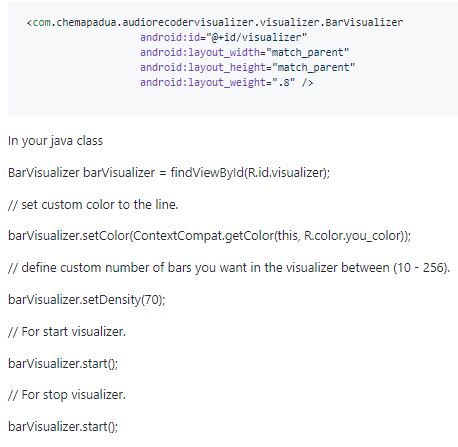 <com.chemapadua.audiorecodervisualizer.visualizer.BarVisualizer
android:id="@+id/visualizer"
android:layout_width="match_parent"
android:layout_height="match_parent"
android:layout_weight=".8" />
In your java class
BarVisualizer barVisualizer = findViewById(R.id.visualizer);
// set custom color to the line.
barVisualizer.setColor(ContextCompat.getColor(this, R.color.you_color));
// define custom number of bars you want in the visualizer between (10 - 256).
barVisualizer.setDensity(70);
// For start visualizer.
barVisualizer.start();
// For stop visualizer.
barVisualizer.start();